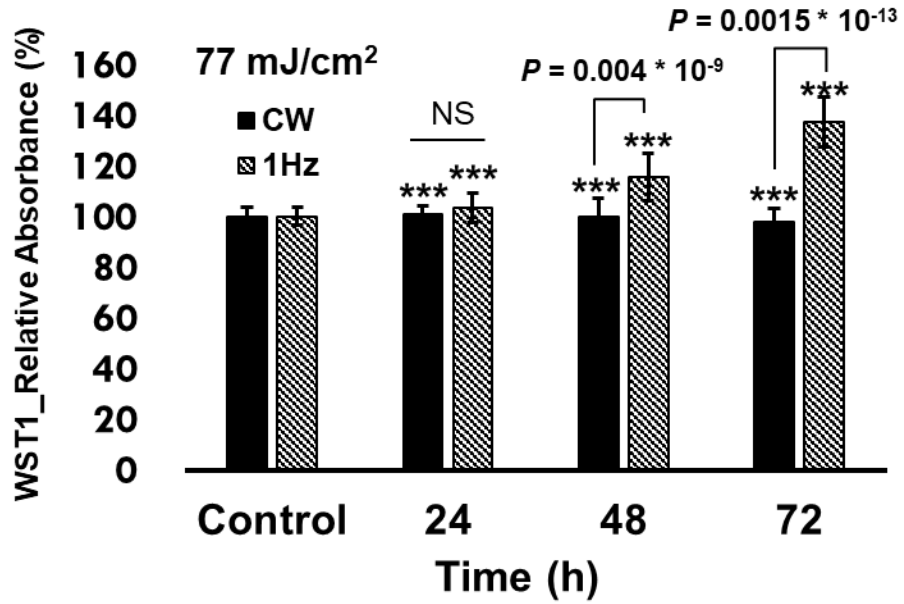 P = 0.0015 * 10-13
77 mJ/cm2
P = 0.004 * 10-9
WST1_Relative Absorbance (%)
160
140
120
100
80
60
40
20
0
CW
1Hz
NS
***
***
***
***
***
***
Control
24
48
72
Time (h)